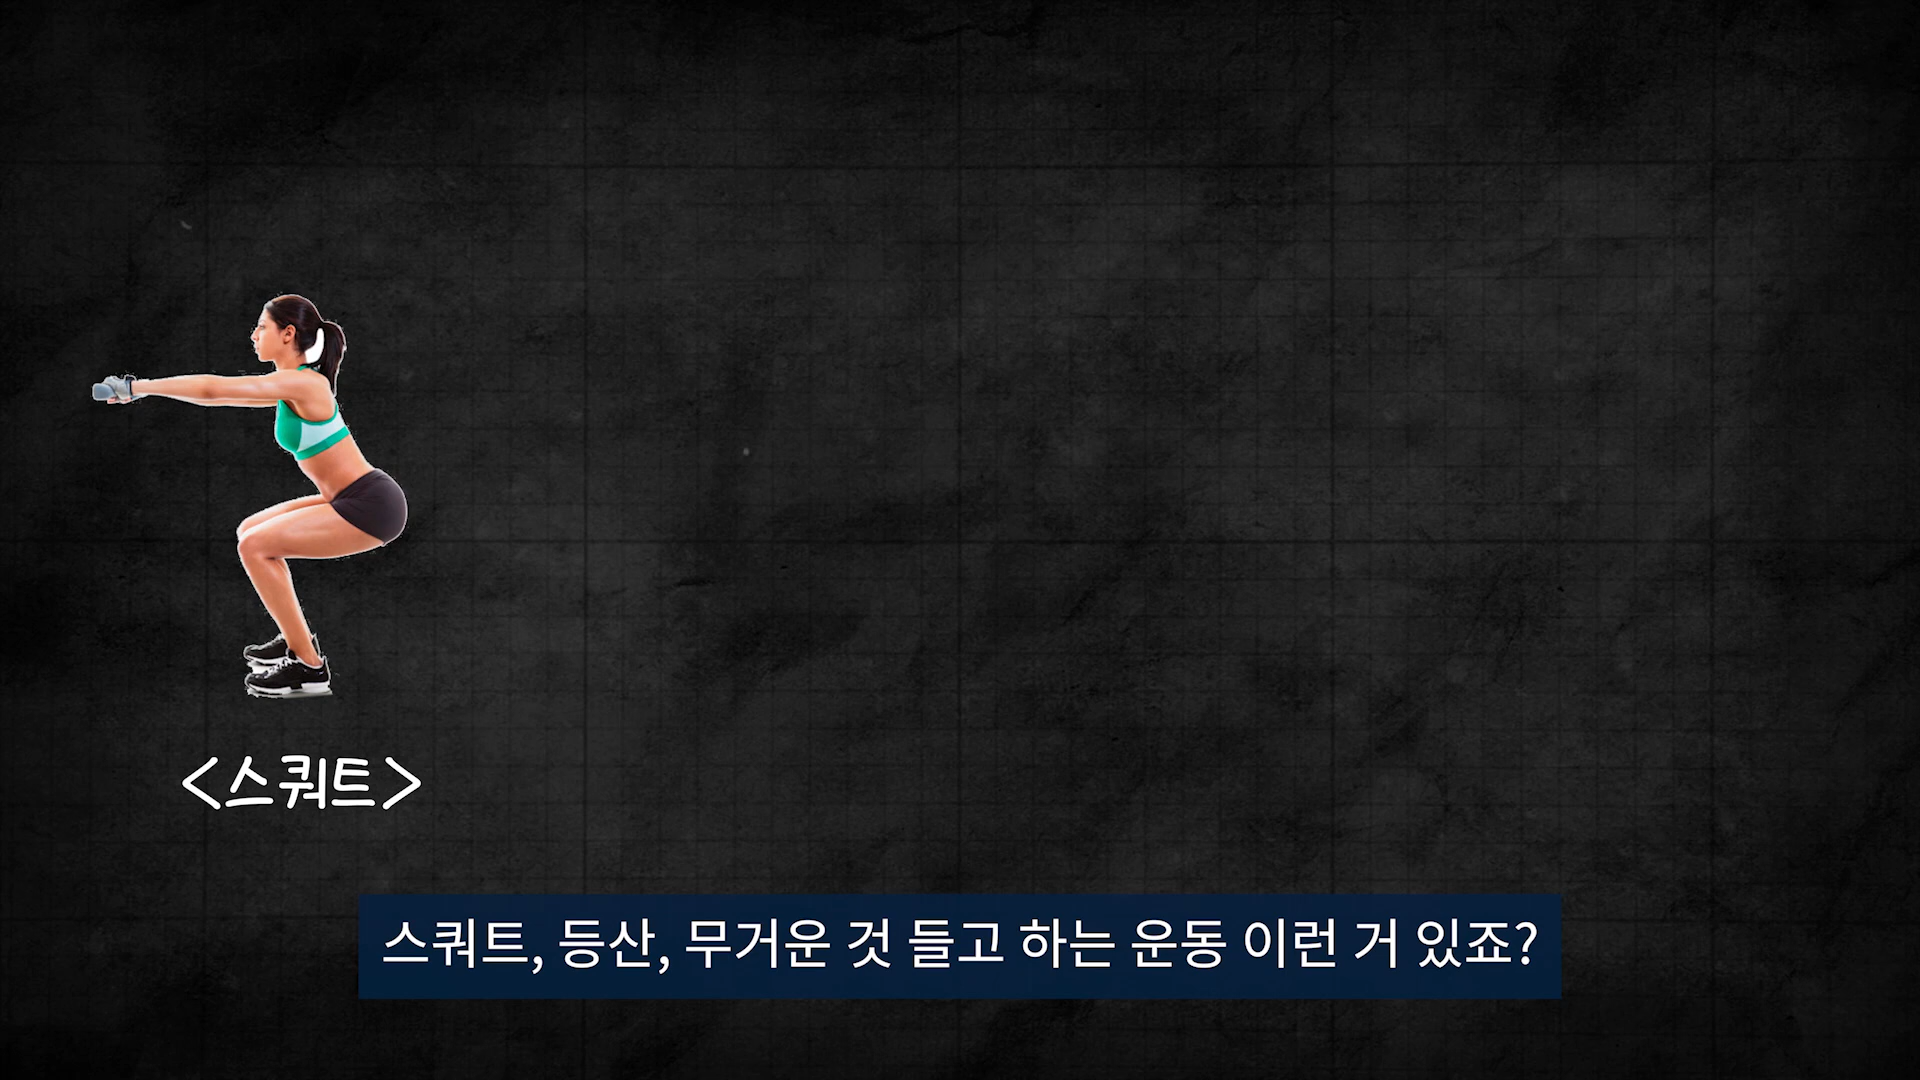 <스쿼트>
스쿼트, 등산, 무거운 것 들고 하는 운동 이런 거 있죠?